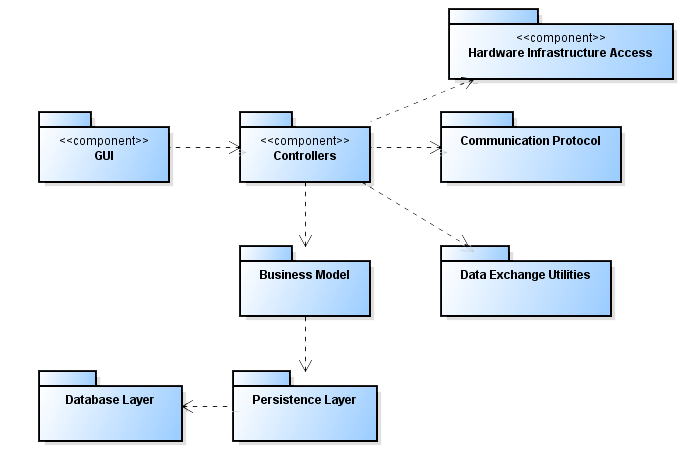 <<component>>
Hardware Infrastructure Access
<<component>>
GUI
<<component>>
Controllers
Communication Protocol
Business Model
Data Exchange Utilities
Database Layer
Persistence Layer